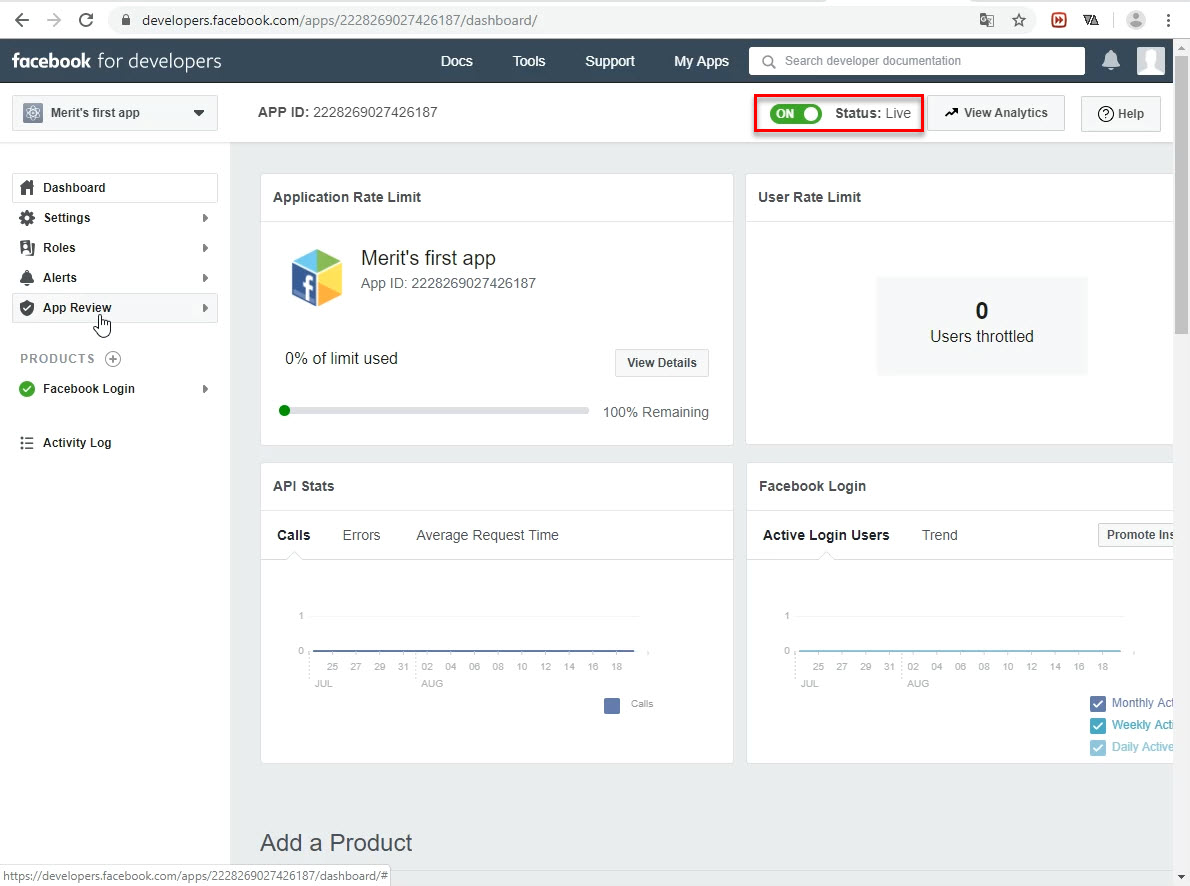 developers.facebook.com/apps/2228269027426187/dashboard/
facebook for developers
Docs Tools Support My Apps Search developer documentation
Merit's first app APP ID: 2228269027426187 ON Status: Live View Analytics Help
Dashboard
Settings
Roles
Alerts
App Review
PRODUCTS
Facebook Login
Activity Log
Application Rate Limit
Merit's first app
App ID: 2228269027426187
0% of limit used View Details
100% Remaining
User Rate Limit
0
Users throttled
API Stats
Calls Errors Average Request Time
1
0
25 27 29 31 02 04 06 08 10 12 14 16 18
JUL AUG
Calls
Facebook Login
Active Login Users Trend Promote Ins
1
0
25 27 29 31 02 04 06 08 10 12 14 16 18
JUL AUG
Monthly Act
Weekly Acti
Daily Active
Add a Product
https://developers.facebook.com/apps/2228269027426187/dashboard/#